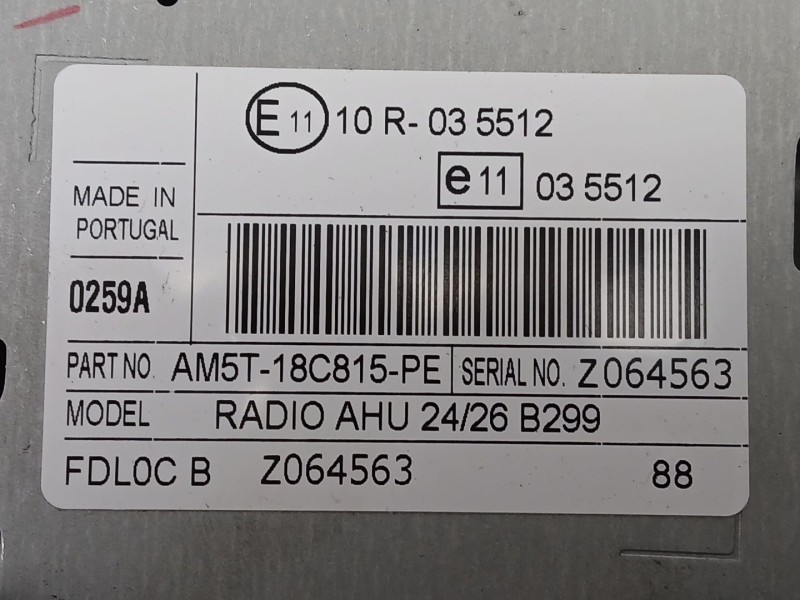 E 11 10 R- 03 5512
e 11 03 5512
MADE IN
PORTUGAL
0259A
PART NO. AM5T-18C815-PE SERIAL NO. Z064563
MODEL RADIO AHU 24/26 B299
FDL0C B Z064563 88